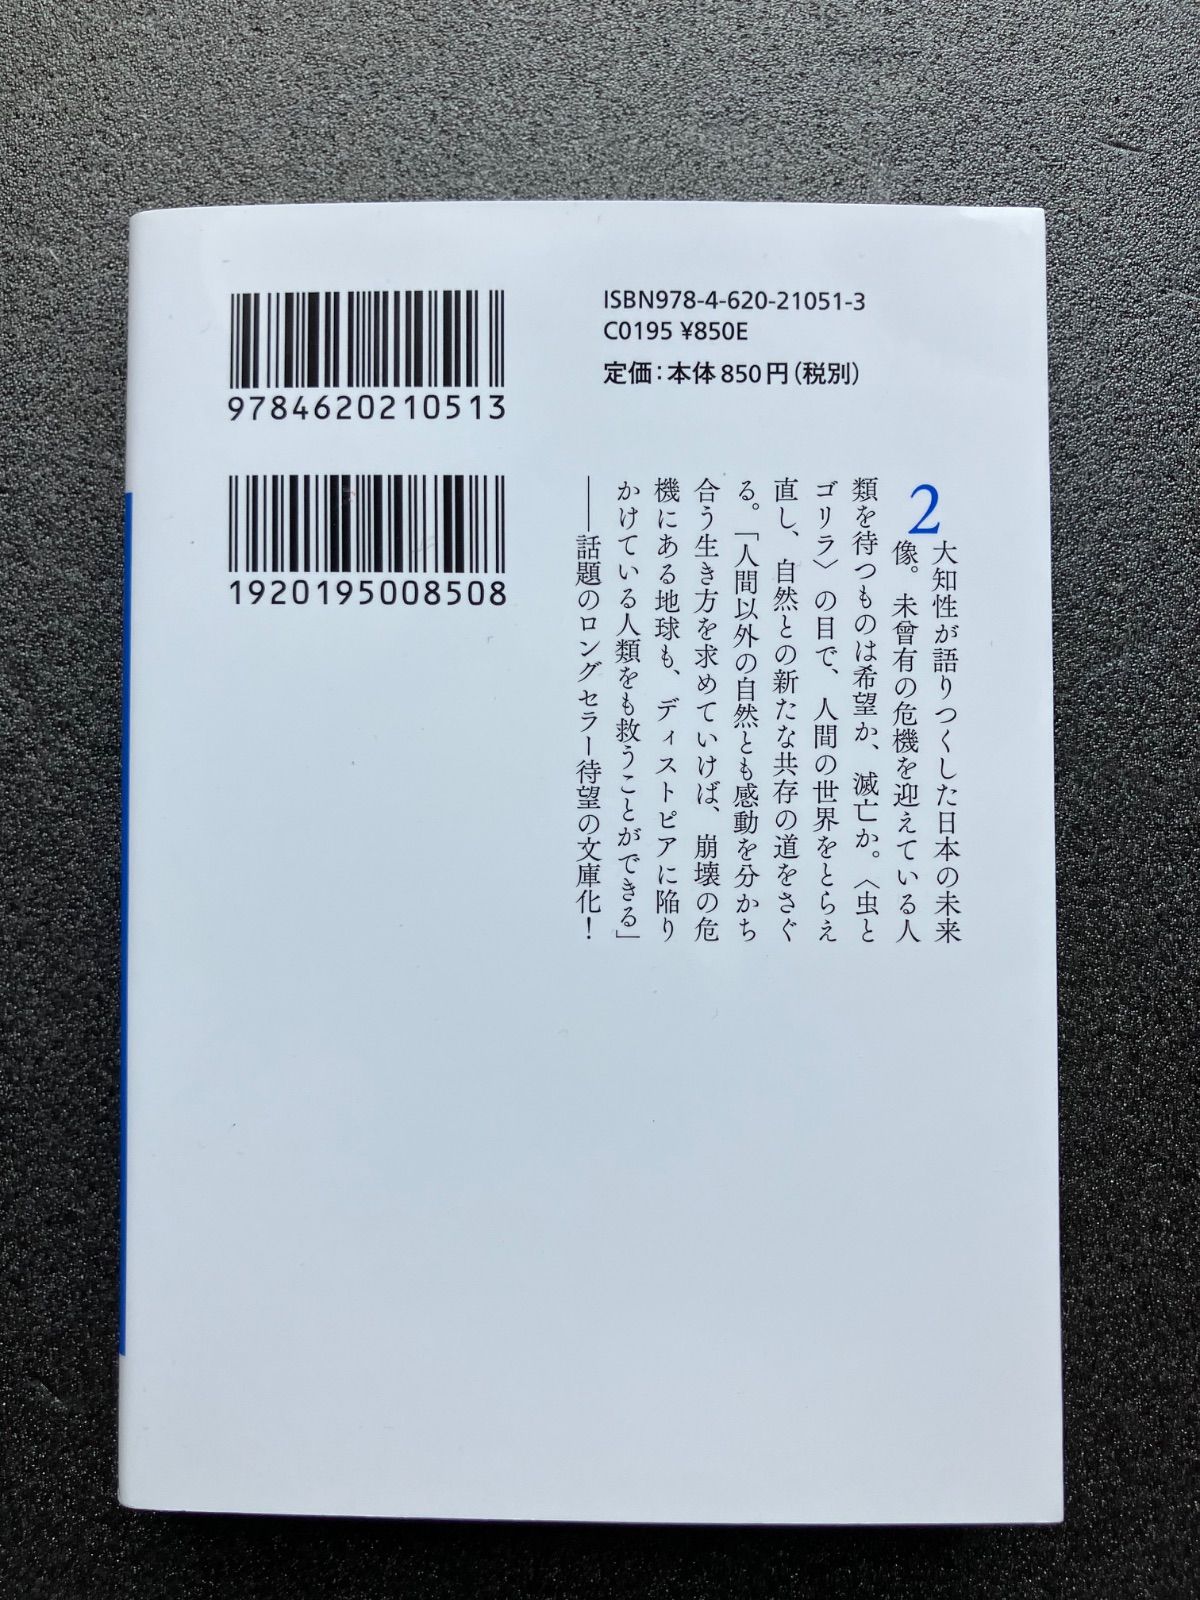 ISBN978-4-620-21051-3
C0195 ¥850E
定価：本体850円（税別）
9784620210513
1920195008508
2大知性が語りつくした日本の未来
像。未曾有の危機を迎えている人
類を待つものは希望か、滅亡か。〈虫と
ゴリラ〉の目で、人間の世界をとらえ
直し、自然との新たな共存の道をさぐ
る。「人間以外の自然とも感動を分かち
合う生き方を求めていけば、崩壊の危
機にある地球も、ディストピアに陥り
かけている人類をも救うことができる」
――話題のロングセラー待望の文庫化！